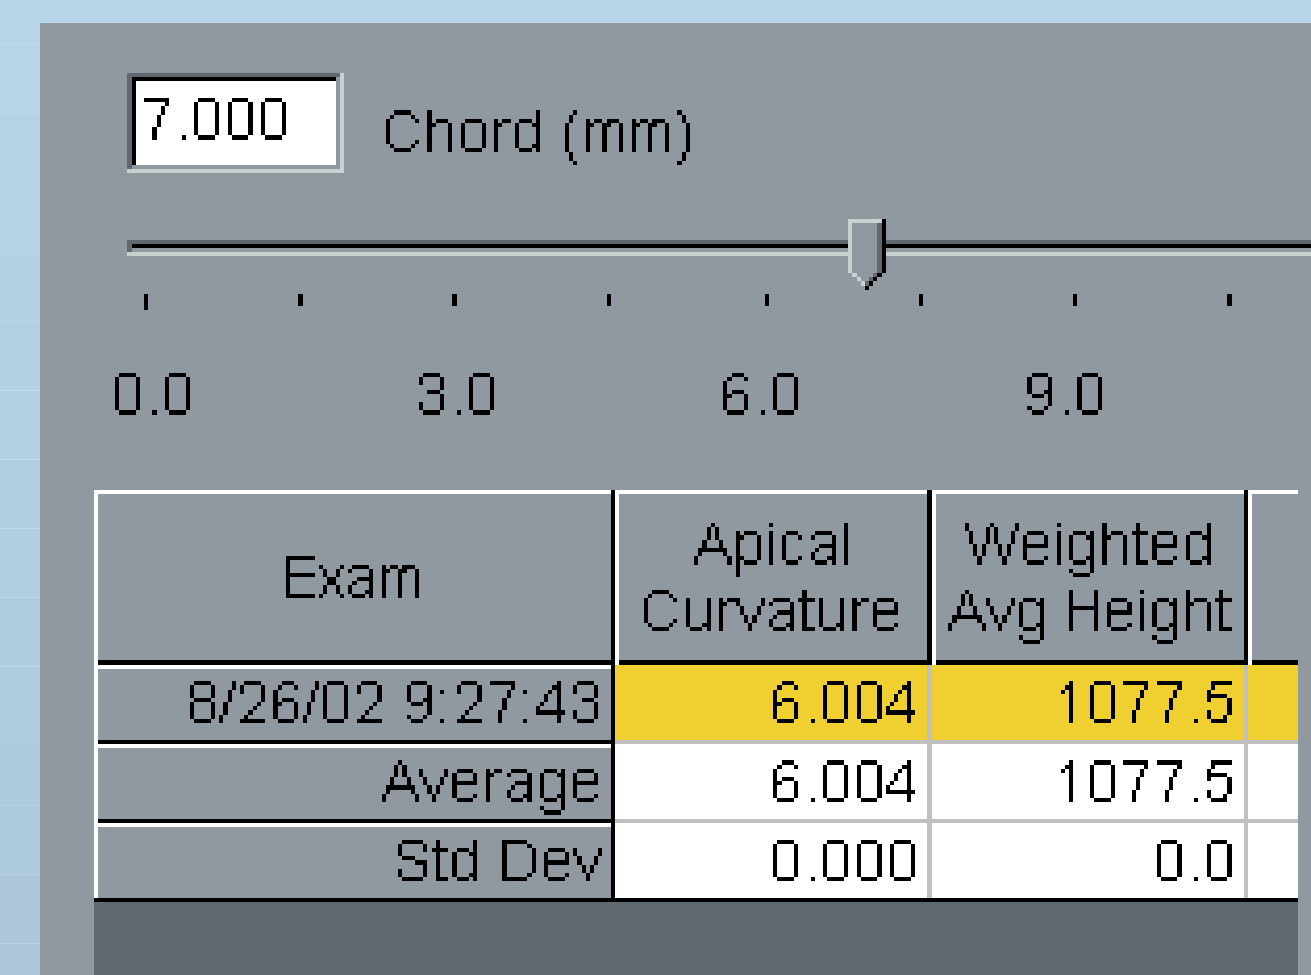 7.000 Chord (mm)
0.0 3.0 6.0 9.0
Exam Apical Curvature Weighted Avg Height
8/26/02 9:27:43 6.004 1077.5
Average 6.004 1077.5
Std Dev 0.000 0.0